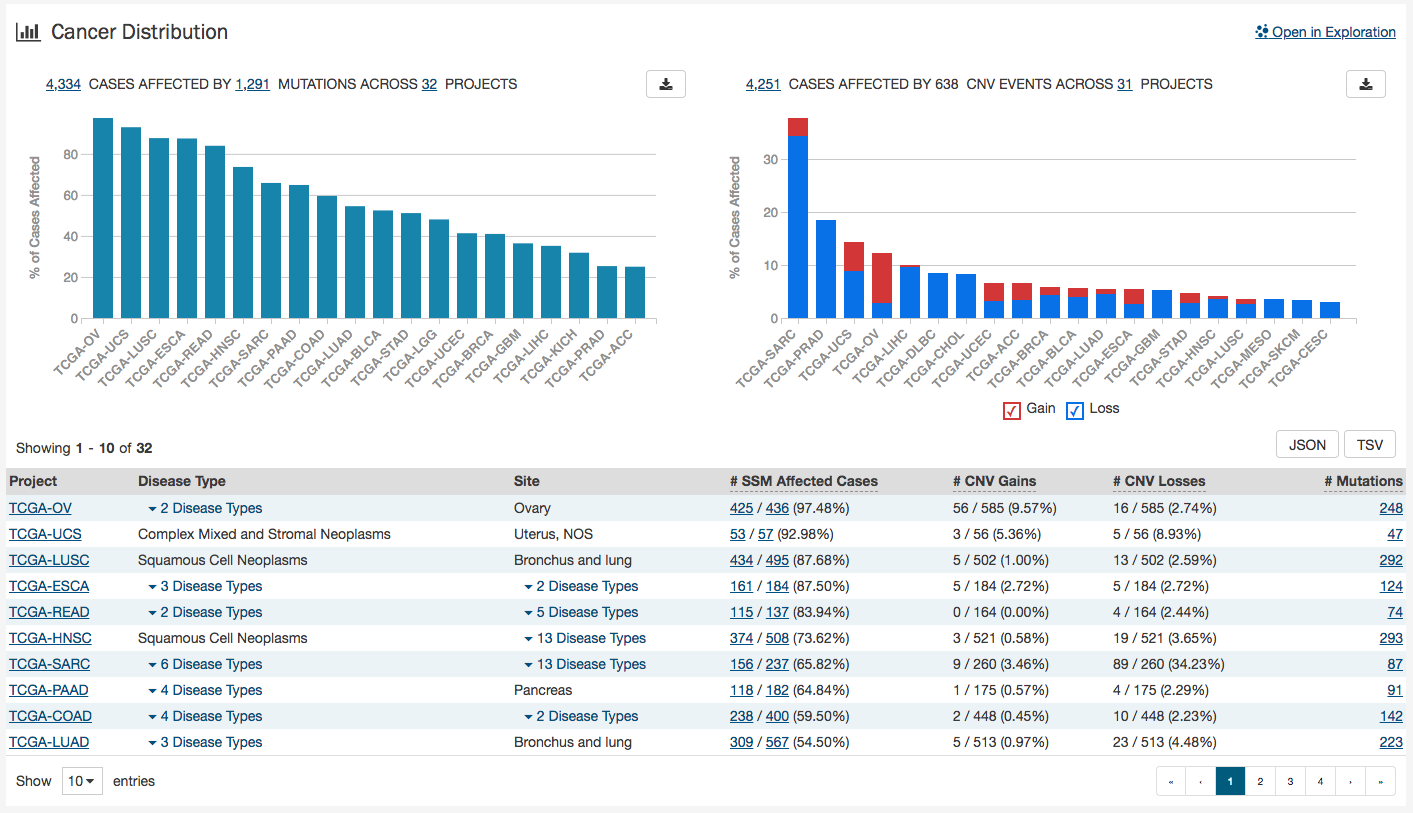 Cancer Distribution
Open in Exploration
4,334 CASES AFFECTED BY 1,291 MUTATIONS ACROSS 32 PROJECTS
4,251 CASES AFFECTED BY 638 CNV EVENTS ACROSS 31 PROJECTS
% of Cases Affected
80
60
40
20
0
TCGA-OV
TCGA-UCS
TCGA-LUSC
TCGA-ESCA
TCGA-READ
TCGA-HNSC
TCGA-SARC
TCGA-PAAD
TCGA-COAD
TCGA-LUAD
TCGA-BLCA
TCGA-STAD
TCGA-LGG
TCGA-UCEC
TCGA-BRCA
TCGA-GBM
TCGA-LIHC
TCGA-KICH
TCGA-PRAD
TCGA-ACC
% of Cases Affected
30
20
10
0
TCGA-SARC
TCGA-PRAD
TCGA-UCS
TCGA-OV
TCGA-LIHC
TCGA-DLBC
TCGA-CHOL
TCGA-UCEC
TCGA-ACC
TCGA-BRCA
TCGA-BLCA
TCGA-LUAD
TCGA-ESCA
TCGA-GBM
TCGA-STAD
TCGA-HNSC
TCGA-LUSC
TCGA-MESO
TCGA-SKCM
TCGA-CESC
Gain Loss
Showing 1 - 10 of 32
JSON TSV
Project Disease Type Site # SSM Affected Cases # CNV Gains # CNV Losses # Mutations
TCGA-OV 2 Disease Types Ovary 425 / 436 (97.48%) 56 / 585 (9.57%) 16 / 585 (2.74%) 248
TCGA-UCS Complex Mixed and Stromal Neoplasms Uterus, NOS 53 / 57 (92.98%) 3 / 56 (5.36%) 5 / 56 (8.93%) 47
TCGA-LUSC Squamous Cell Neoplasms Bronchus and lung 434 / 495 (87.68%) 5 / 502 (1.00%) 13 / 502 (2.59%) 292
TCGA-ESCA 3 Disease Types 2 Disease Types 161 / 184 (87.50%) 5 / 184 (2.72%) 5 / 184 (2.72%) 124
TCGA-READ 2 Disease Types 5 Disease Types 115 / 137 (83.94%) 0 / 164 (0.00%) 4 / 164 (2.44%) 74
TCGA-HNSC Squamous Cell Neoplasms 13 Disease Types 374 / 508 (73.62%) 3 / 521 (0.58%) 19 / 521 (3.65%) 293
TCGA-SARC 6 Disease Types 13 Disease Types 156 / 237 (65.82%) 9 / 260 (3.46%) 89 / 260 (34.23%) 87
TCGA-PAAD 4 Disease Types Pancreas 118 / 182 (64.84%) 1 / 175 (0.57%) 4 / 175 (2.29%) 91
TCGA-COAD 4 Disease Types 2 Disease Types 238 / 400 (59.50%) 2 / 448 (0.45%) 10 / 448 (2.23%) 142
TCGA-LUAD 3 Disease Types Bronchus and lung 309 / 567 (54.50%) 5 / 513 (0.97%) 23 / 513 (4.48%) 223
Show 10 entries
« ‹ 1 2 3 4 › »